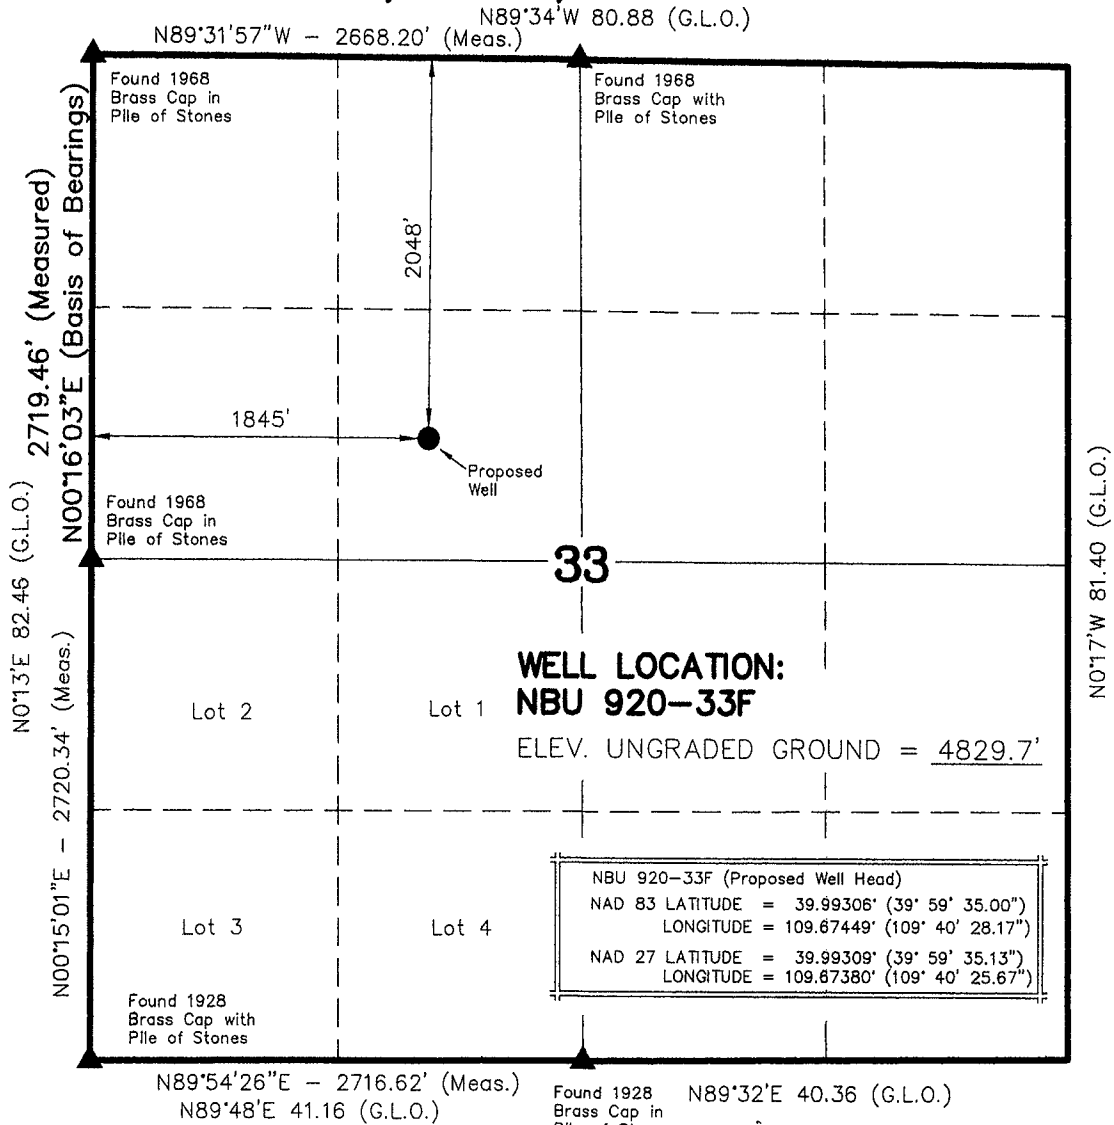 N89°34'W 80.88 (G.L.O.)
N89°31'57"W – 2668.20' (Meas.)
Found 1968
Brass Cap in
Pile of Stones
Found 1968
Brass Cap with
Pile of Stones
2719.46' (Measured)
N00°16'03"E (Basis of Bearings)
2048'
1845'
Proposed
Well
Found 1968
Brass Cap in
Pile of Stones
N0°13'E 82.46 (G.L.O.)
N0°17'W 81.40 (G.L.O.)
33
WELL LOCATION:
NBU 920–33F
ELEV. UNGRADED GROUND = 4829.7'
Lot 2
Lot 1
N00°15'01"E – 2720.34' (Meas.)
NBU 920–33F (Proposed Well Head)
NAD 83 LATITUDE = 39.99306° (39° 59' 35.00")
LONGITUDE = 109.67449° (109° 40' 28.17")
NAD 27 LATITUDE = 39.99309° (39° 59' 35.13")
LONGITUDE = 109.67380° (109° 40' 25.67")
Lot 3
Lot 4
Found 1928
Brass Cap with
Pile of Stones
N89°54'26"E – 2716.62' (Meas.)
N89°48'E 41.16 (G.L.O.)
Found 1928
Brass Cap in
N89°32'E 40.36 (G.L.O.)